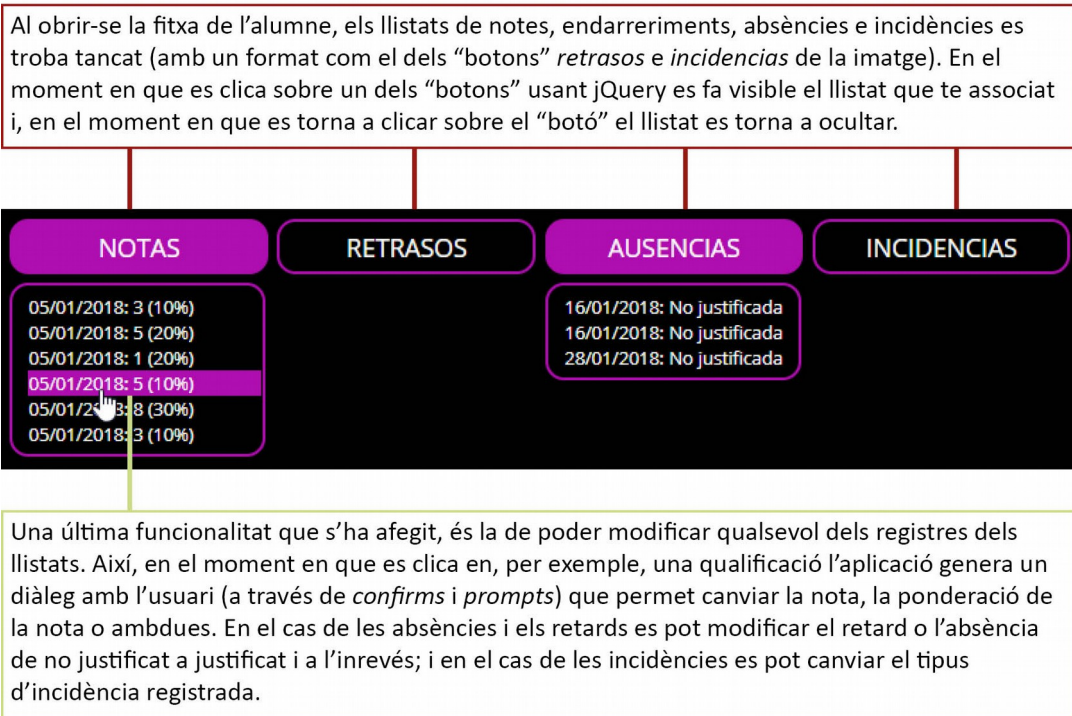 Al obrir-se la fitxa de l’alumne, els llistats de notes, endarreriments, absències e incidències es
troba tancat (amb un format com el dels “botons” retrasos e incidencias de la imatge). En el
moment en que es clica sobre un dels “botons” usant jQuery es fa visible el llistat que te associat
i, en el moment en que es torna a clicar sobre el “botó” el llistat es torna a ocultar.
NOTAS
RETRASOS
AUSENCIAS
INCIDENCIAS
05/01/2018: 3 (10%)
05/01/2018: 5 (20%)
05/01/2018: 1 (20%)
05/01/2018: 5 (10%)
05/01/2 8: 8 (30%)
05/01/2018: 3 (10%)
16/01/2018: No justificada
16/01/2018: No justificada
28/01/2018: No justificada
Una última funcionalitat que s’ha afegit, és la de poder modificar qualsevol dels registres dels
llistats. Així, en el moment en que es clica en, per exemple, una qualificació l’aplicació genera un
diàleg amb l’usuari (a través de confirms i prompts) que permet canviar la nota, la ponderació de
la nota o ambdues. En el cas de les absències i els retards es pot modificar el retard o l’absència
de no justificat a justificat i a l’inrevés; i en el cas de les incidències es pot canviar el tipus
d’incidència registrada.